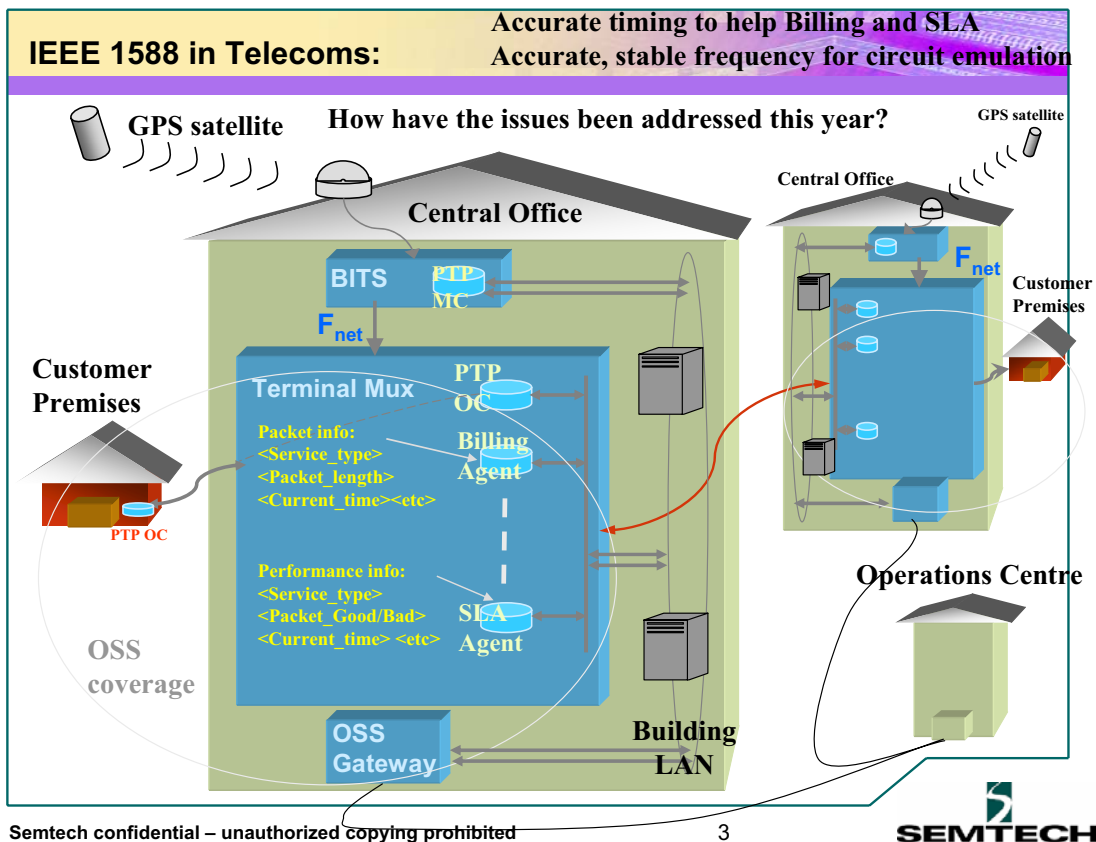 Accurate timing to help Billing and SLA
IEEE 1588 in Telecoms:
Accurate, stable frequency for circuit emulation
GPS satellite
How have the issues been addressed this year?
GPS satellite
Central Office
Central Office
BITS
PTP
MC
Fnet
Fnet
Customer
Premises
Customer
Premises
Terminal Mux
PTP
OC
Packet info:
<Service_type>
<Packet_length>
<Current_time><etc>
Billing
Agent
PTP OC
Performance info:
<Service_type>
<Packet_Good/Bad>
<Current_time> <etc>
SLA
Agent
Operations Centre
OSS
coverage
OSS
Gateway
Building
LAN
Semtech confidential – unauthorized copying prohibited
3
SEMTECH